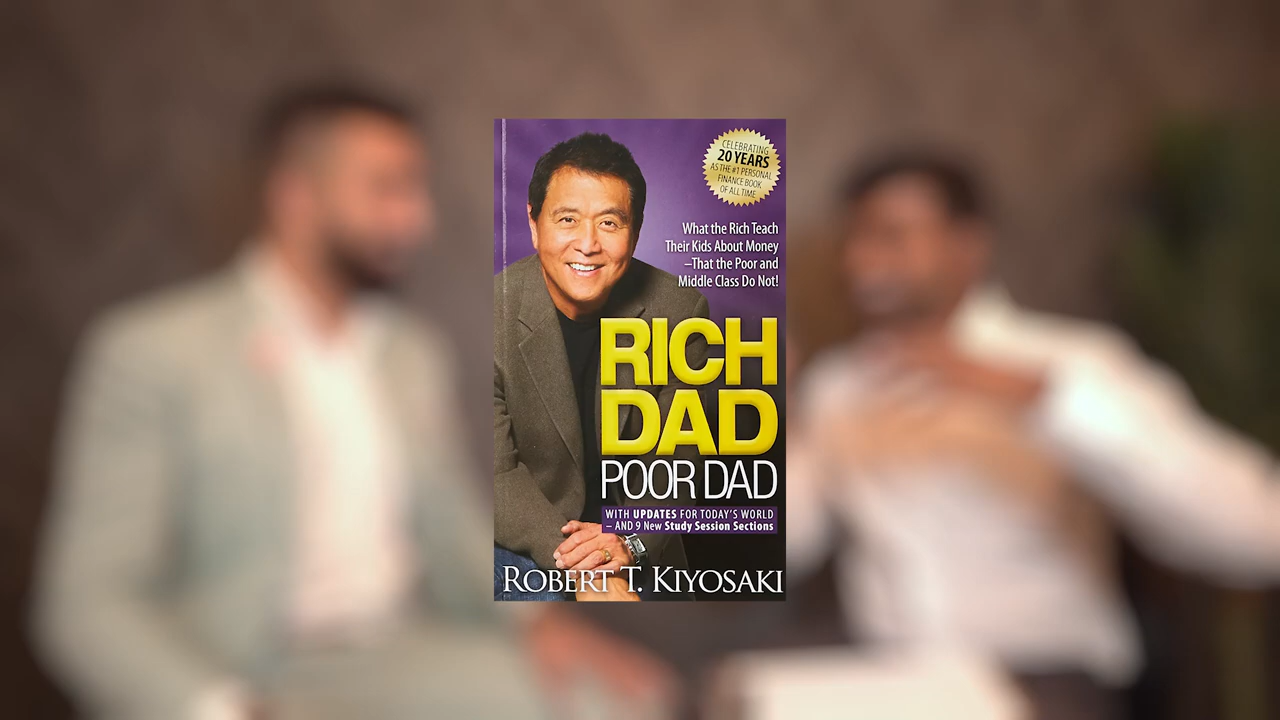 CELEBRATING
20 YEARS
AS THE #1 PERSONAL
FINANCE BOOK
OF ALL TIME
What the Rich Teach
Their Kids About Money
–That the Poor and
Middle Class Do Not!
RICH
DAD
POOR DAD
WITH UPDATES FOR TODAY'S WORLD
– AND 9 New Study Session Sections
ROBERT T. KIYOSAKI